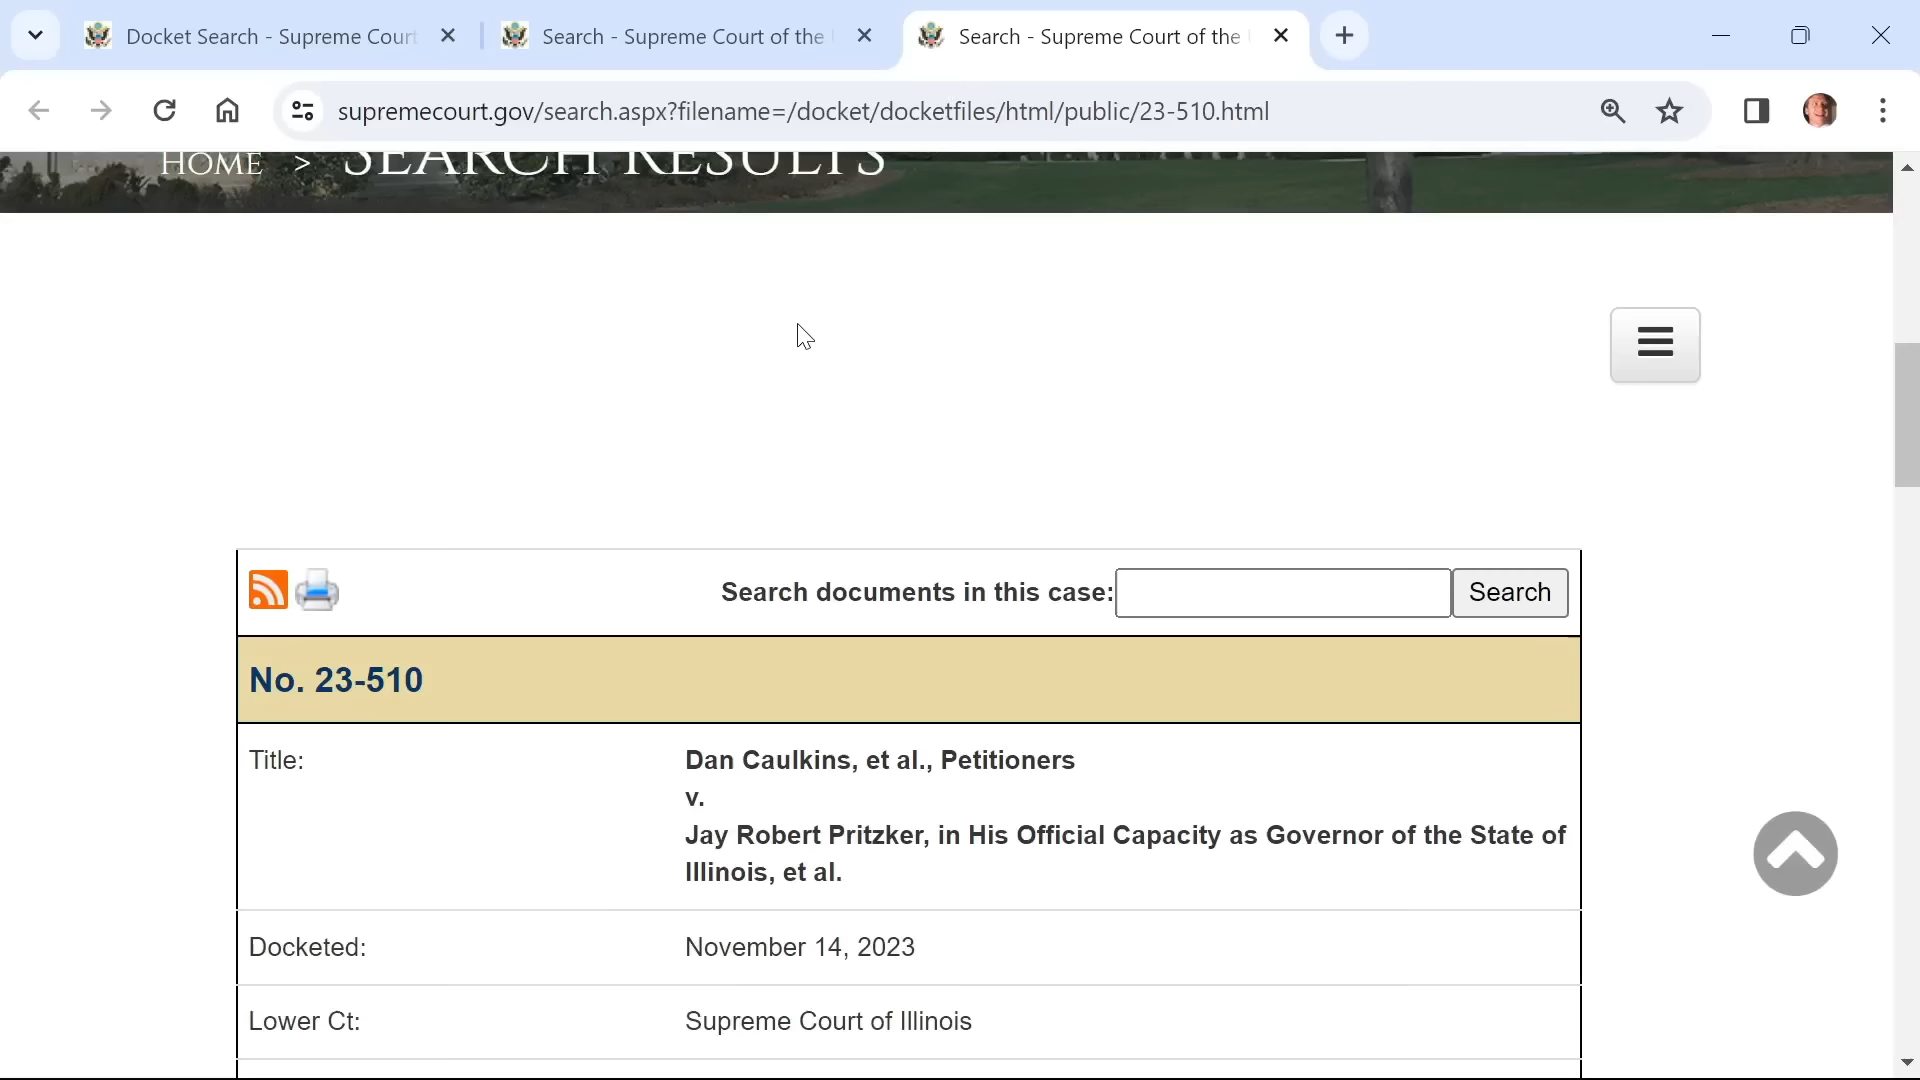 Docket Search - Supreme Court
Search - Supreme Court of the
Search - Supreme Court of the
supremecourt.gov/search.aspx?filename=/docket/docketfiles/html/public/23-510.html
HOME > SEARCH RESULTS
Search documents in this case:
Search
No. 23-510
Title:
Dan Caulkins, et al., Petitioners
v.
Jay Robert Pritzker, in His Official Capacity as Governor of the State of
Illinois, et al.
Docketed:
November 14, 2023
Lower Ct:
Supreme Court of Illinois